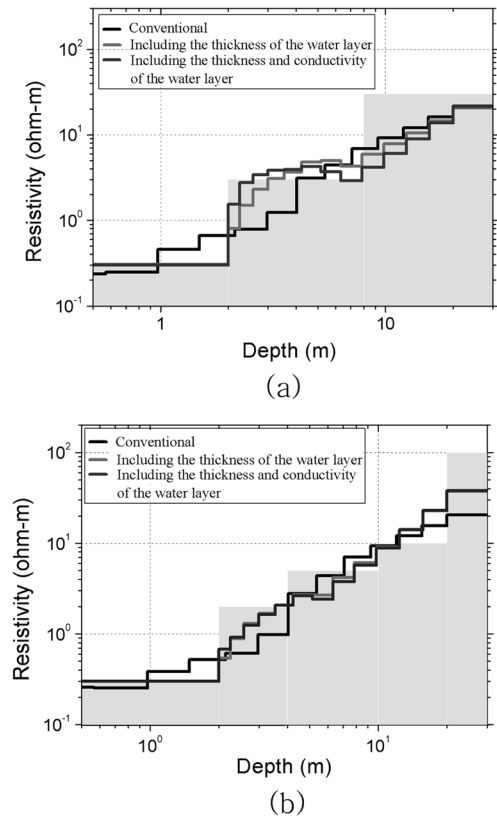 Conventional
Including the thickness of the water layer
Including the thickness and conductivity
of the water layer
Resistivity (ohm-m)
10²
10¹
10⁰
10⁻¹
1
10
Depth (m)
(a)
Conventional
Including the thickness of the water layer
Including the thickness and conductivity
of the water layer
Resistivity (ohm-m)
10²
10¹
10⁰
10⁻¹
10⁰
10¹
Depth (m)
(b)